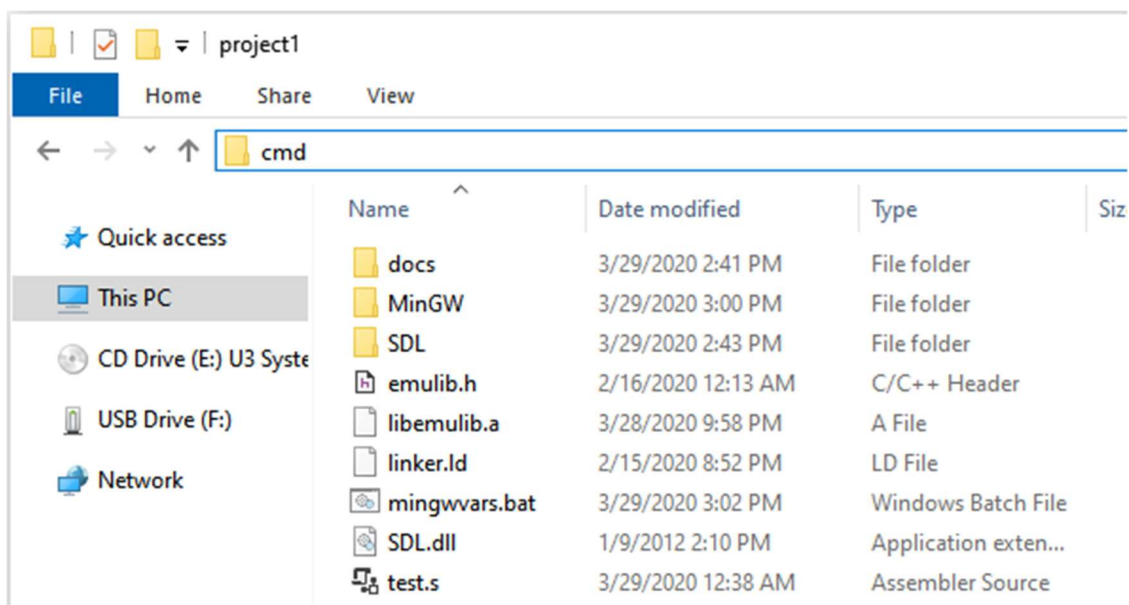 project1
File Home Share View
cmd
Name Date modified Type Siz
Quick access
This PC
CD Drive (E:) U3 Syste
USB Drive (F:)
Network
docs 3/29/2020 2:41 PM File folder
MinGW 3/29/2020 3:00 PM File folder
SDL 3/29/2020 2:43 PM File folder
emulib.h 2/16/2020 12:13 AM C/C++ Header
libemulib.a 3/28/2020 9:58 PM A File
linker.ld 2/15/2020 8:52 PM LD File
mingwvars.bat 3/29/2020 3:02 PM Windows Batch File
SDL.dll 1/9/2012 2:10 PM Application exten...
test.s 3/29/2020 12:38 AM Assembler Source